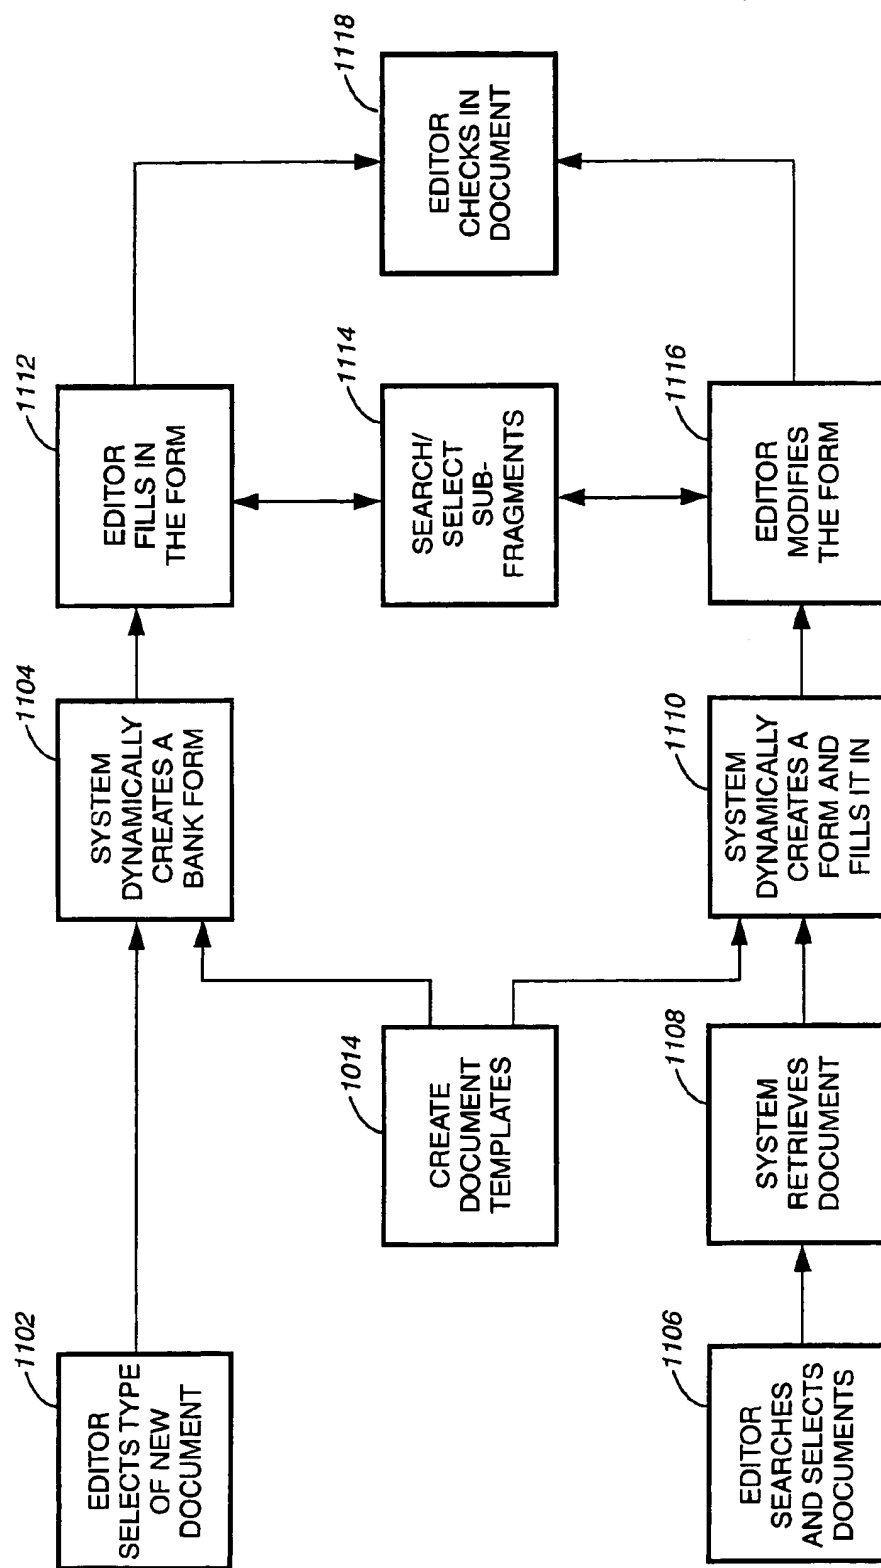 1102
EDITOR
SELECTS TYPE
OF NEW
DOCUMENT
1104
SYSTEM
DYNAMICALLY
CREATES A
BANK FORM
1112
EDITOR
FILLS IN
THE FORM
1014
CREATE
DOCUMENT
TEMPLATES
1114
SEARCH/
SELECT
SUB-
FRAGMENTS
1118
EDITOR
CHECKS IN
DOCUMENT
1106
EDITOR
SEARCHES
AND SELECTS
DOCUMENTS
1108
SYSTEM
RETRIEVES
DOCUMENT
1110
SYSTEM
DYNAMICALLY
CREATES A
FORM AND
FILLS IT IN
1116
EDITOR
MODIFIES
THE FORM